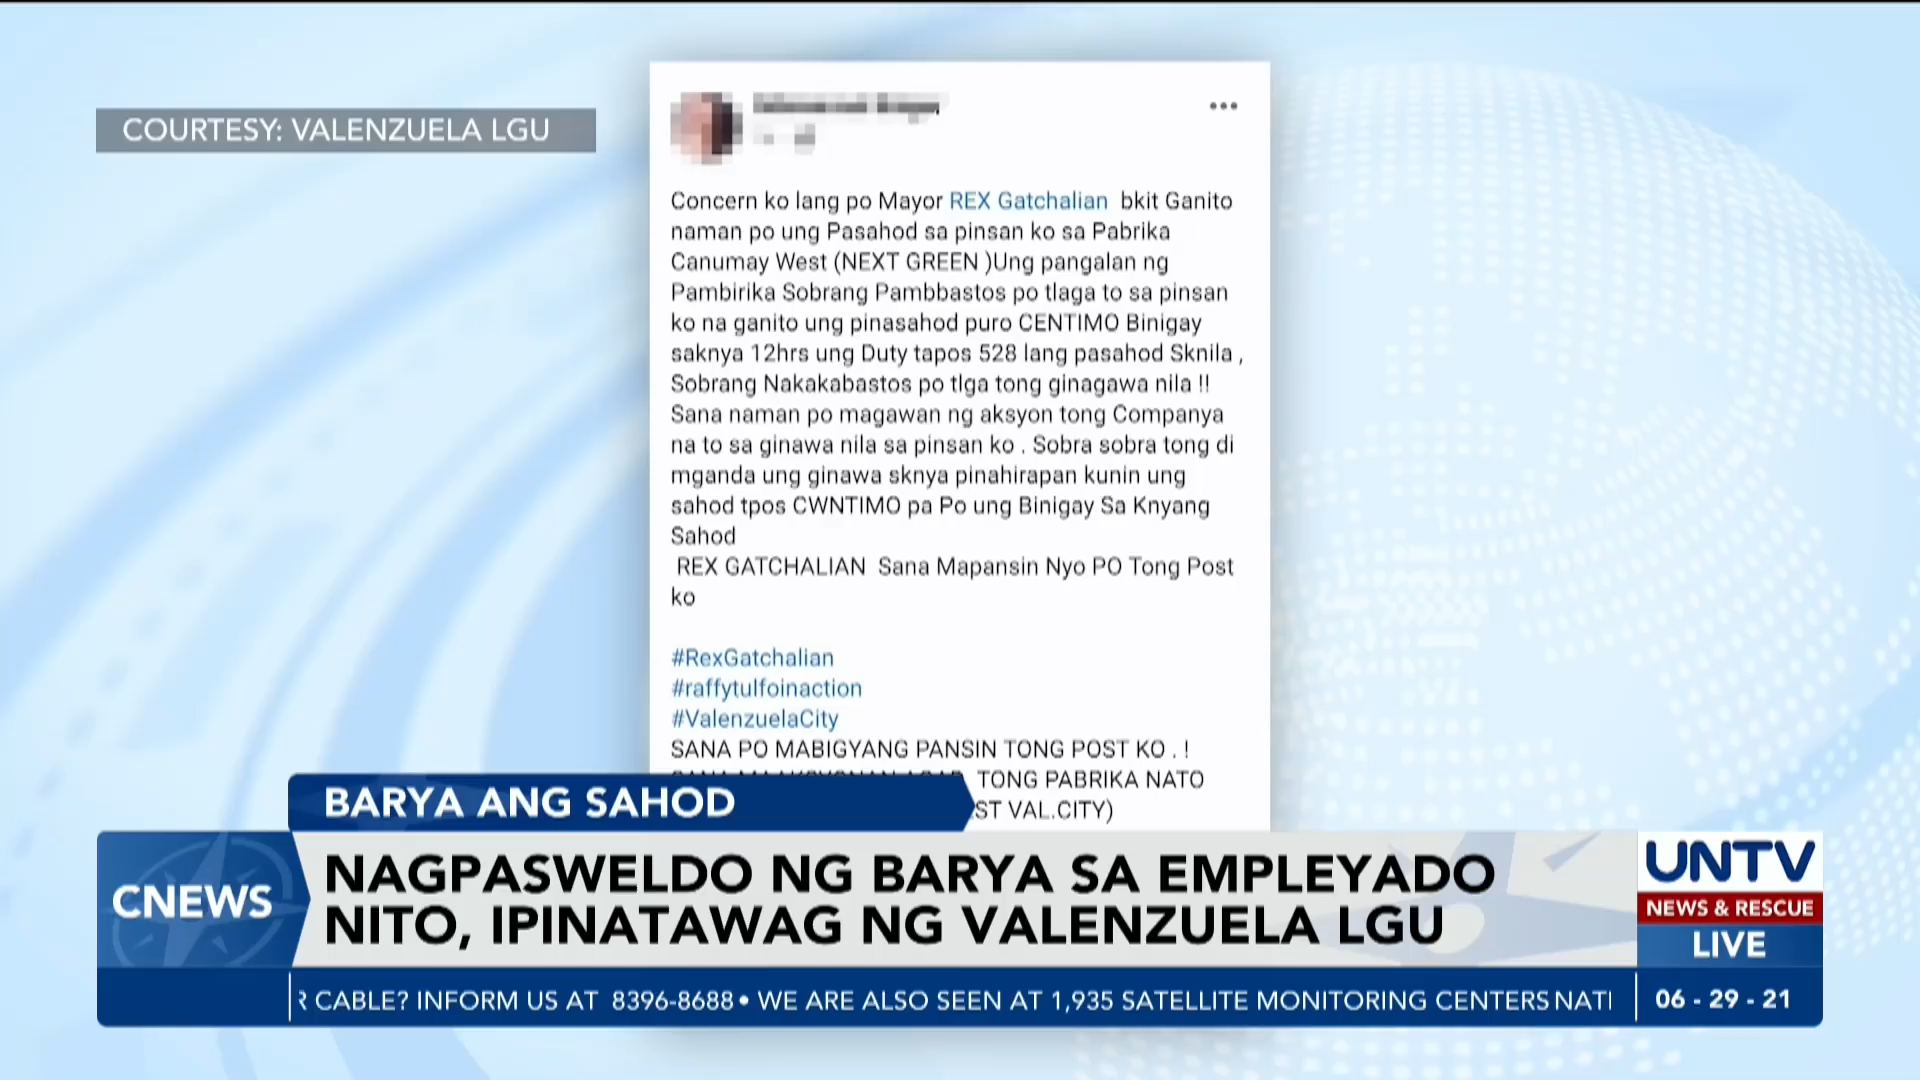 COURTESY: VALENZUELA LGU
Concern ko lang po Mayor REX Gatchalian bkit Ganito
naman po ung Pasahod sa pinsan ko sa Pabrika
Canumay West (NEXT GREEN )Ung pangalan ng
Pambirika Sobrang Pambbastos po tlaga to sa pinsan
ko na ganito ung pinasahod puro CENTIMO Binigay
saknya 12hrs ung Duty tapos 528 lang pasahod Sknila ,
Sobrang Nakakabastos po tlga tong ginagawa nila !!
Sana naman po magawan ng aksyon tong Companya
na to sa ginawa nila sa pinsan ko . Sobra sobra tong di
mganda ung ginawa sknya pinahirapan kunin ung
sahod tpos CWNTIMO pa Po ung Binigay Sa Knyang
Sahod
REX GATCHALIAN Sana Mapansin Nyo PO Tong Post
ko
#RexGatchalian
#raffytulfoinaction
#ValenzuelaCity
SANA PO MABIGYANG PANSIN TONG POST KO . !
TONG PABRIKA NATO
VAL.CITY)
BARYA ANG SAHOD
CNEWS
NAGPASWELDO NG BARYA SA EMPLEYADO
NITO, IPINATAWAG NG VALENZUELA LGU
UNTV
NEWS & RESCUE
LIVE
CABLE? INFORM US AT 8396-8688 • WE ARE ALSO SEEN AT 1,935 SATELLITE MONITORING CENTERS
06 - 29 - 21